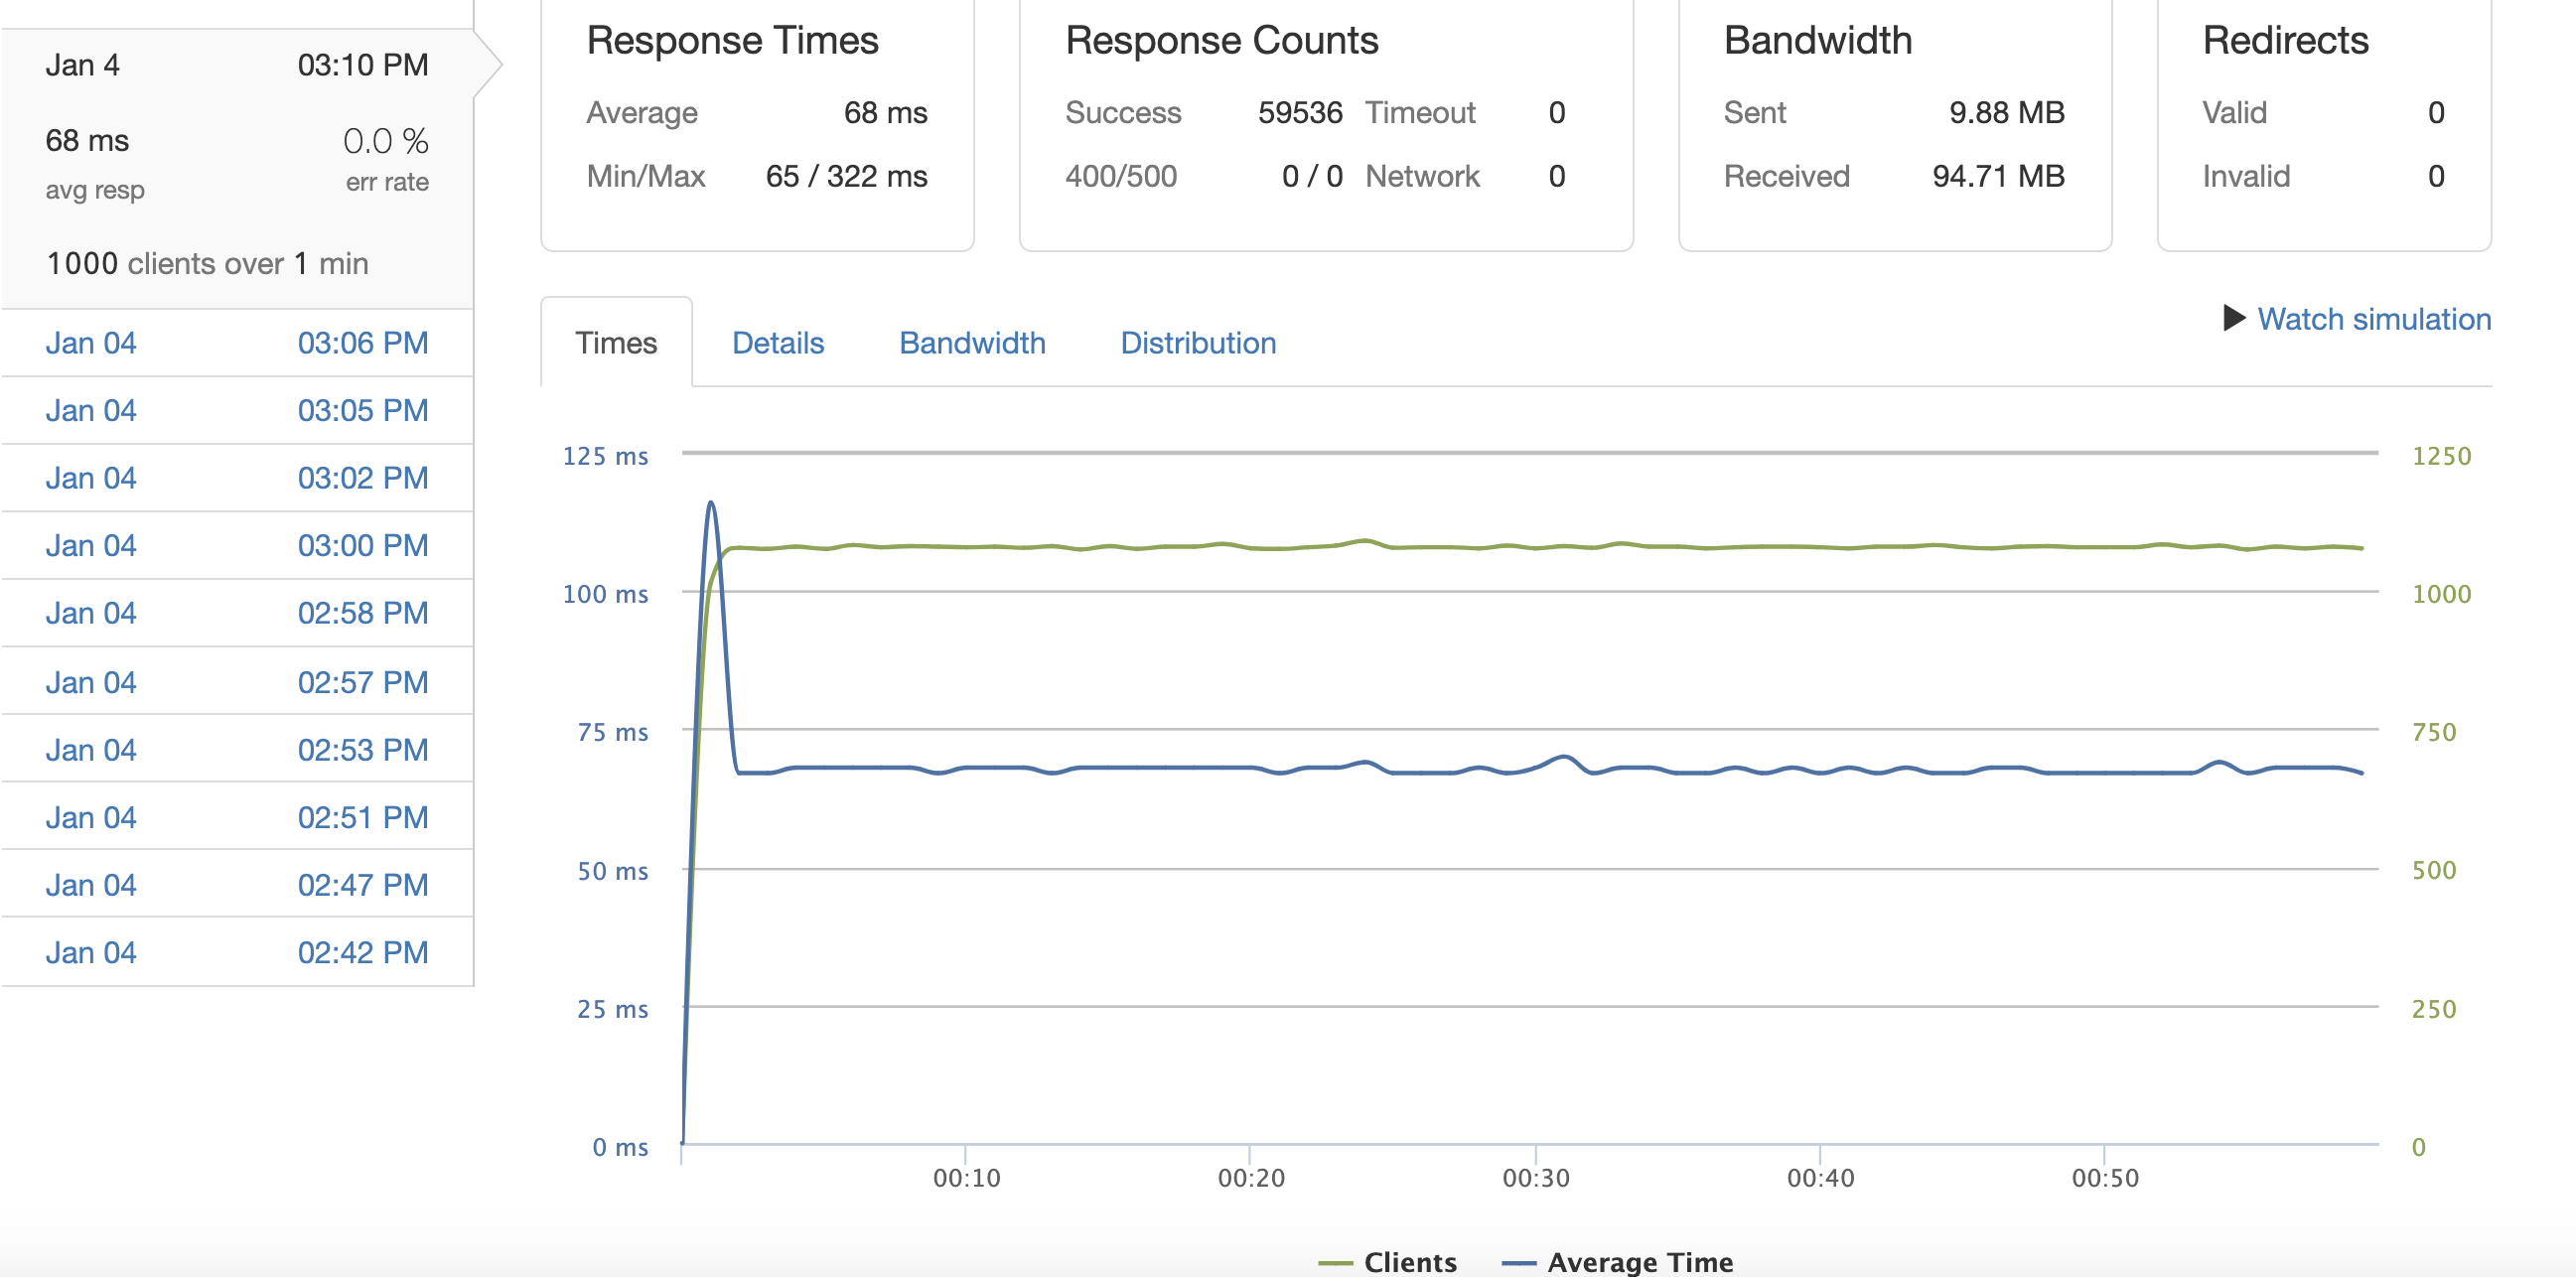 Jan 4 03:10 PM
68 ms 0.0 %
avg resp err rate
1000 clients over 1 min
Jan 04 03:06 PM
Jan 04 03:05 PM
Jan 04 03:02 PM
Jan 04 03:00 PM
Jan 04 02:58 PM
Jan 04 02:57 PM
Jan 04 02:53 PM
Jan 04 02:51 PM
Jan 04 02:47 PM
Jan 04 02:42 PM
Response Times
Average 68 ms
Min/Max 65 / 322 ms
Response Counts
Success 59536 Timeout 0
400/500 0 / 0 Network 0
Bandwidth
Sent 9.88 MB
Received 94.71 MB
Redirects
Valid 0
Invalid 0
Times Details Bandwidth Distribution
Watch simulation
125 ms 1250
100 ms 1000
75 ms 750
50 ms 500
25 ms 250
0 ms 0
00:10 00:20 00:30 00:40 00:50
Clients Average Time